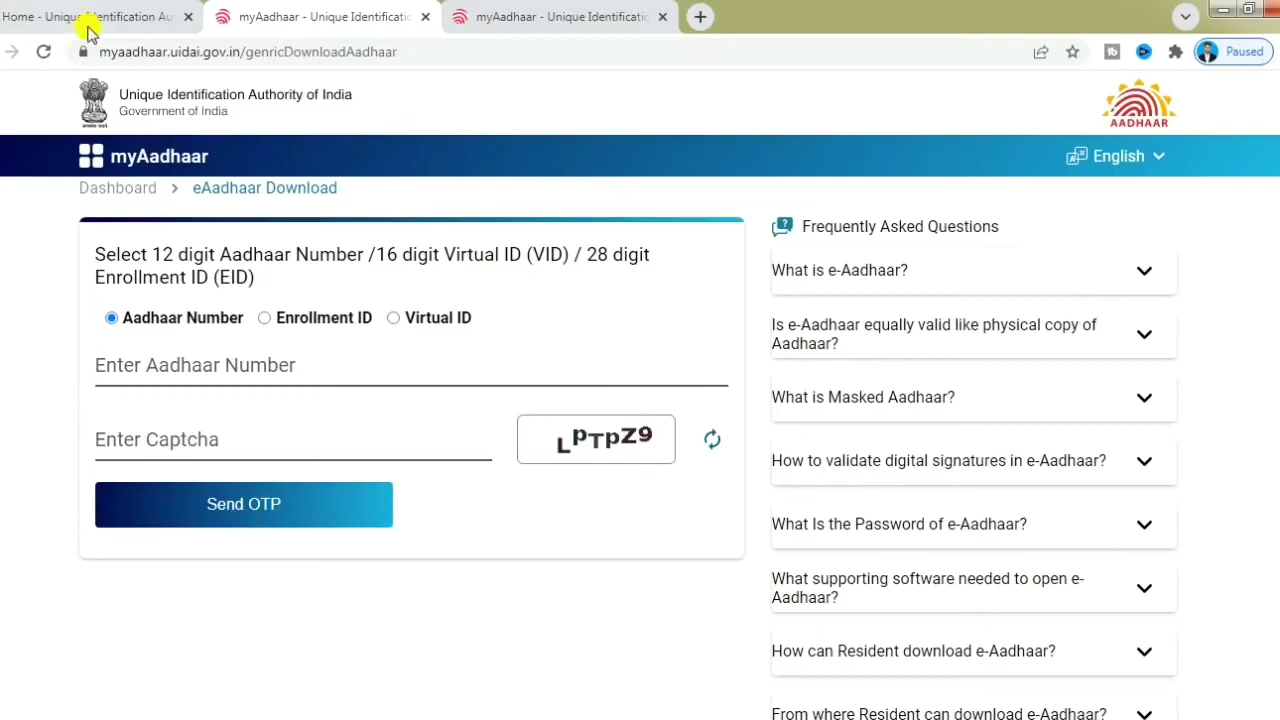 Home - Unique Identification Au
myAadhaar - Unique Identificatio
myAadhaar - Unique Identificatio
myaadhaar.uidai.gov.in/genricDownloadAadhaar
Paused
Unique Identification Authority of India
Government of India
AADHAAR
myAadhaar
English
Dashboard > eAadhaar Download
Select 12 digit Aadhaar Number /16 digit Virtual ID (VID) / 28 digit
Enrollment ID (EID)
Aadhaar Number
Enrollment ID
Virtual ID
Enter Aadhaar Number
Enter Captcha
LPTpZ9
Send OTP
Frequently Asked Questions
What is e-Aadhaar?
Is e-Aadhaar equally valid like physical copy of
Aadhaar?
What is Masked Aadhaar?
How to validate digital signatures in e-Aadhaar?
What Is the Password of e-Aadhaar?
What supporting software needed to open e-
Aadhaar?
How can Resident download e-Aadhaar?
From where Resident can download e-Aadhaar?